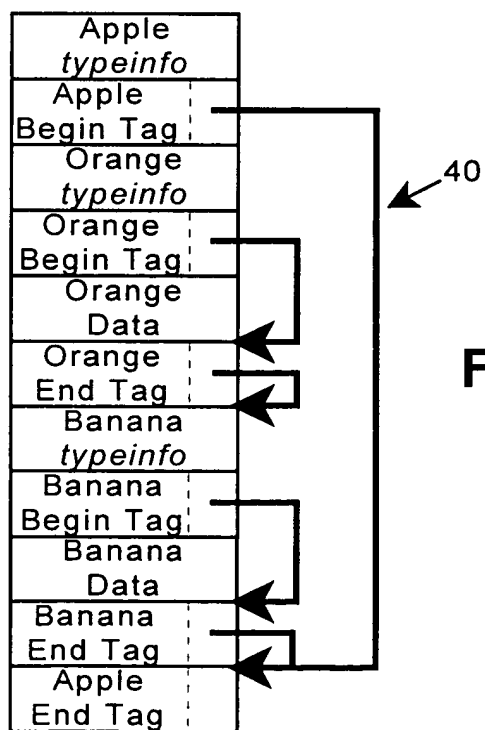 Apple
typeinfo
Apple
Begin Tag
Orange
typeinfo
Orange
Begin Tag
Orange
Data
Orange
End Tag
Banana
typeinfo
Banana
Begin Tag
Banana
Data
Banana
End Tag
Apple
End Tag
40
F